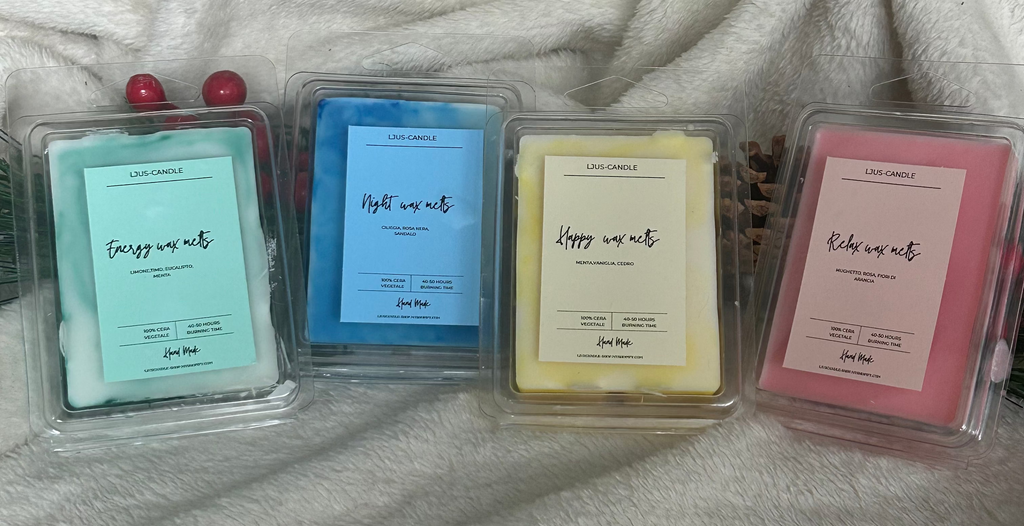 LJUS-CANDLE
Energy wax melts
LIMONE,TIMO, EUCALIPTO,
MENTA
100% CERA
VEGETALE
40-50 HOURS
BURNING TIME
Hand Made
LJUS-CANDLE
Night wax melts
CILIEGIA, ROSA NERA,
SANDALO
100% CERA
VEGETALE
40-50 HOURS
BURNING TIME
Hand Made
LJUS-CANDLE
Happy wax melts
MENTA,VANIGLIA, CEDRO
100% CERA
VEGETALE
40-50 HOURS
BURNING TIME
Hand Made
LJUS-CANDLE
Relax wax melts
MUGHETTO, ROSA, FIORI DI
ARANCIA
100% CERA
VEGETALE
40-50 HOURS
BURNING TIME
Hand Made